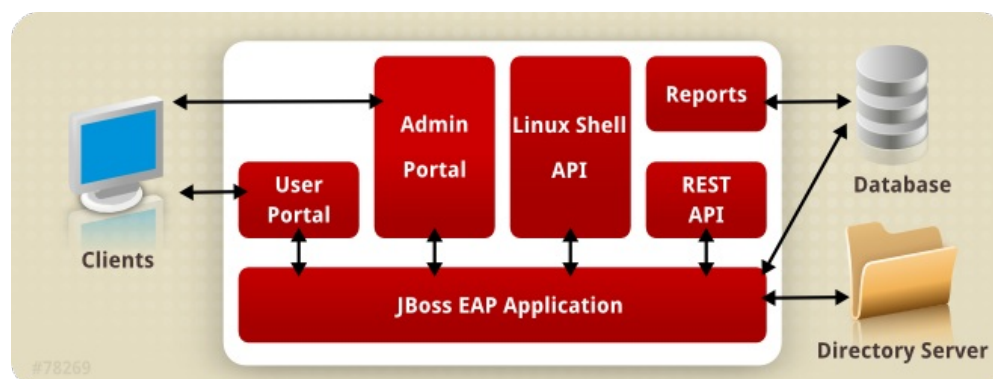 Admin
Portal
Linux Shell
API
Reports
User
Portal
REST
API
Database
Clients
JBoss EAP Application
Directory Server
#78269